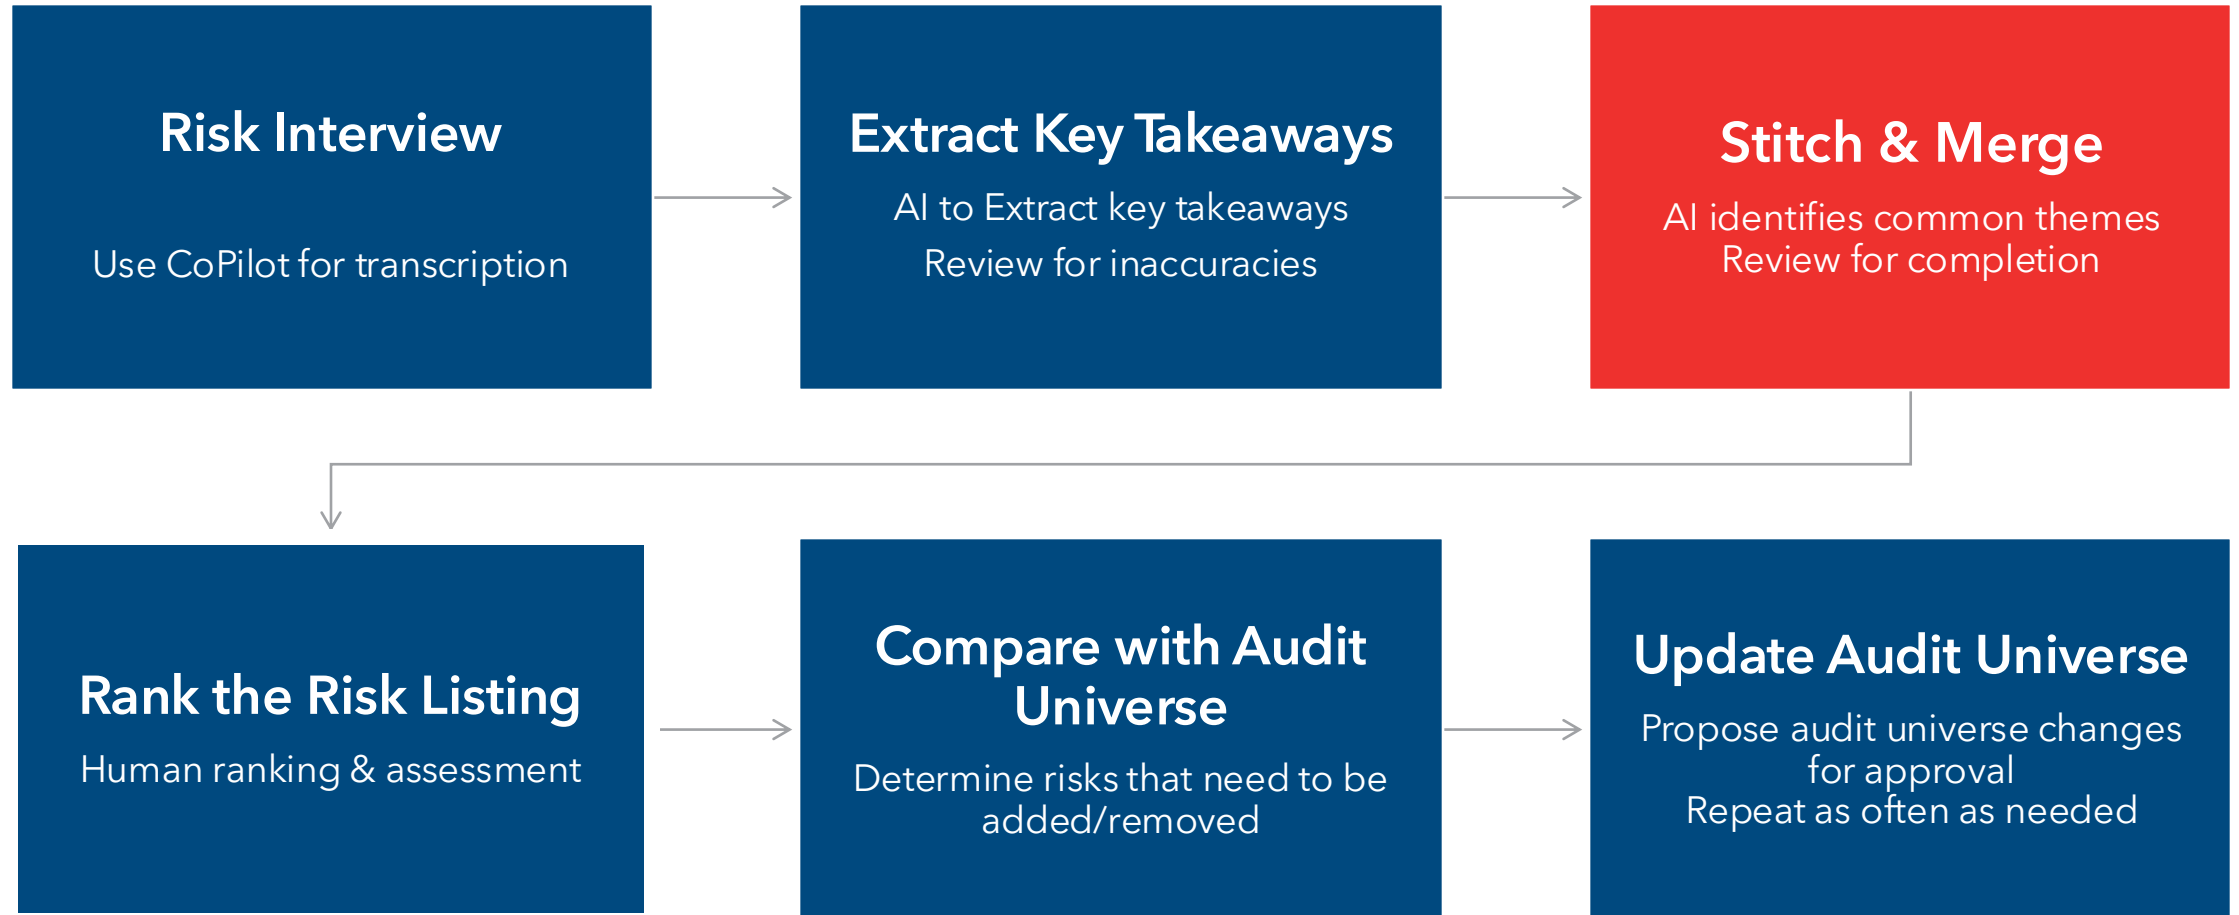 Risk Interview
Use CoPilot for transcription
Extract Key Takeaways
AI to Extract key takeaways
Review for inaccuracies
Stitch & Merge
AI identifies common themes
Review for completion
Rank the Risk Listing
Human ranking & assessment
Compare with Audit
Universe
Determine risks that need to be
added/removed
Update Audit Universe
Propose audit universe changes
for approval
Repeat as often as needed